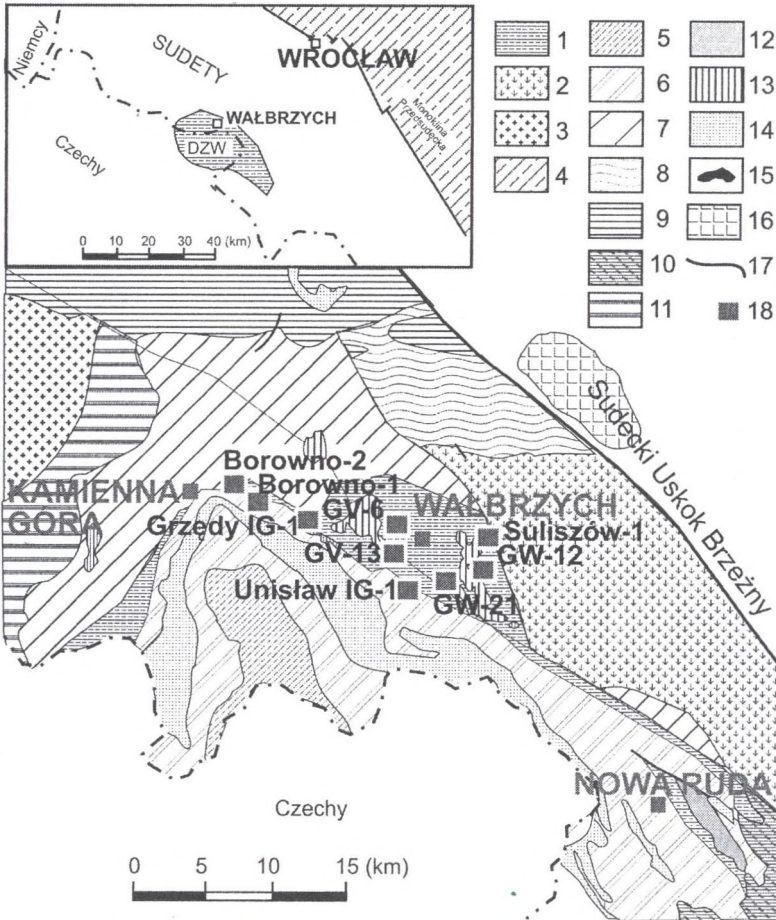 Niemcy
SUDETY
WROCŁAW
WAŁBRZYCH
DZW
Czechy
Monoklina
Przedsudecka
0 10 20 30 40 (km)
1 5 12
2 6 13
3 7 14
4 8 15
9 16
10 17
11 18
Sudecki Uskok Brzeżny
Borowno-2
KAMIENNA
GÓRA
Borowno-1
GV-6
WAŁBRZYCH
Grzędy IG-1
Suliszów-1
GV-13
GW-12
Unisław IG-1
GW-21
NOWA RUDA
Czechy
0 5 10 15 (km)